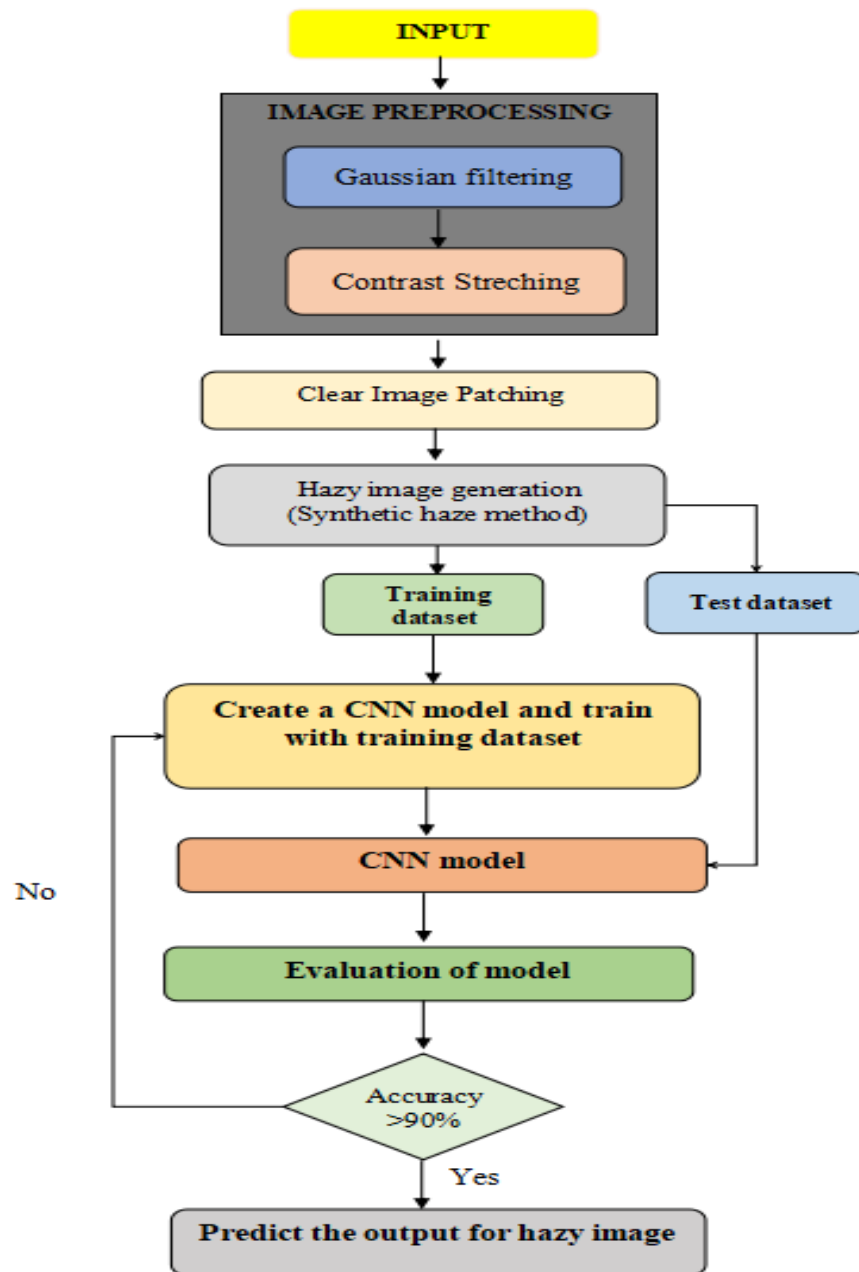 INPUT
IMAGE PREPROCESSING
Gaussian filtering
Contrast Streching
Clear Image Patching
Hazy image generation
(Synthetic haze method)
Training
dataset
Test dataset
Create a CNN model and train
with training dataset
CNN model
No
Evaluation of model
Accuracy
>90%
Yes
Predict the output for hazy image